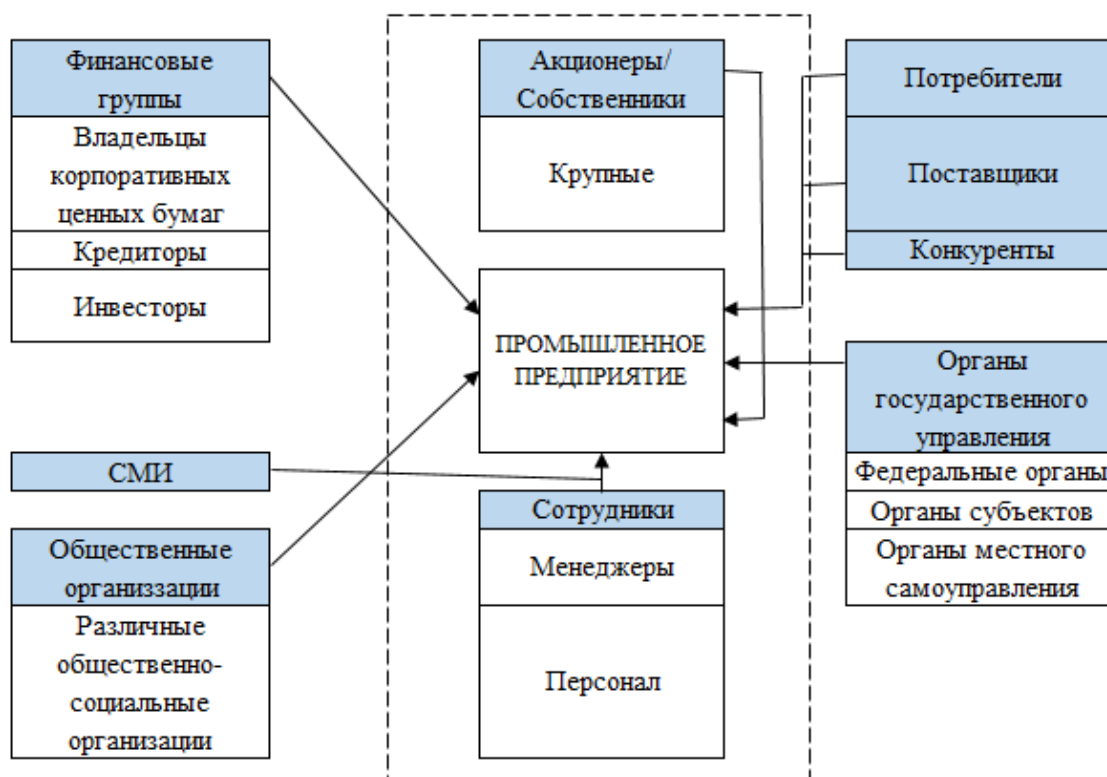 Финансовые
группы
Владельцы
корпоративных
ценных бумаг
Кредиторы
Инвесторы
СМИ
Общественные
организзации
Различные
общественно-
социальные
организации
Акционеры/
Собственники
Крупные
ПРОМЫШЛЕННОЕ
ПРЕДПРИЯТИЕ
Сотрудники
Менеджеры
Персонал
Потребители
Поставщики
Конкуренты
Органы
государственного
управления
Федеральные органы
Органы субъектов
Органы местного
самоуправления